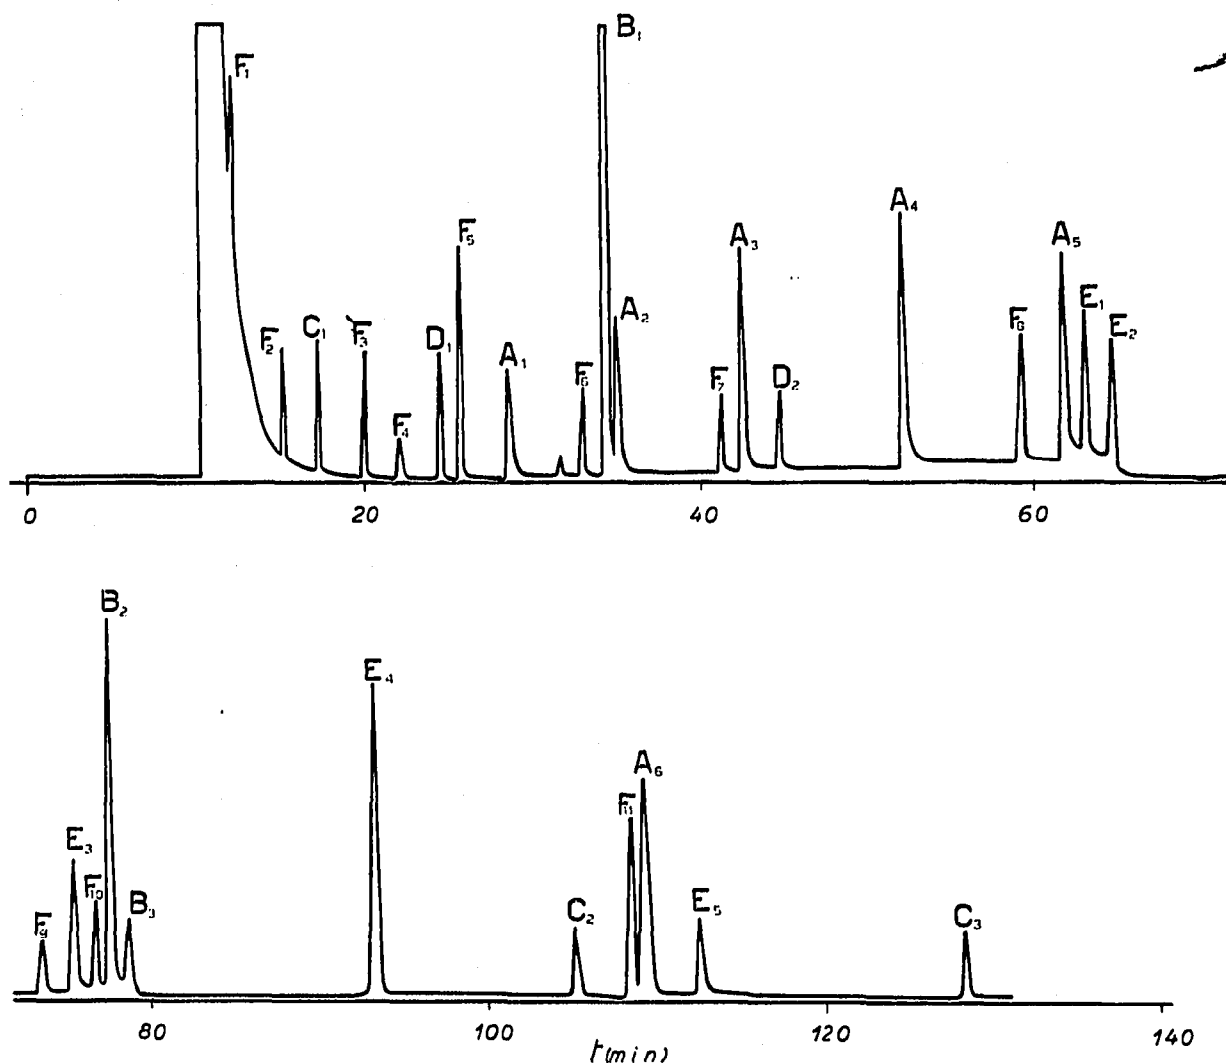 F₁ B₁
F₂ C₁ F₃ F₄ D₁ F₅ A₁ F₆ A₂ F₇ A₃ D₂ A₄ F₈ A₅ E₁ E₂
0 20 40 60
F₉ E₃ F₁₀ B₂ B₃ E₄ C₂ F₁₁ A₆ E₅ C₃
80 100 120 140
t(min)